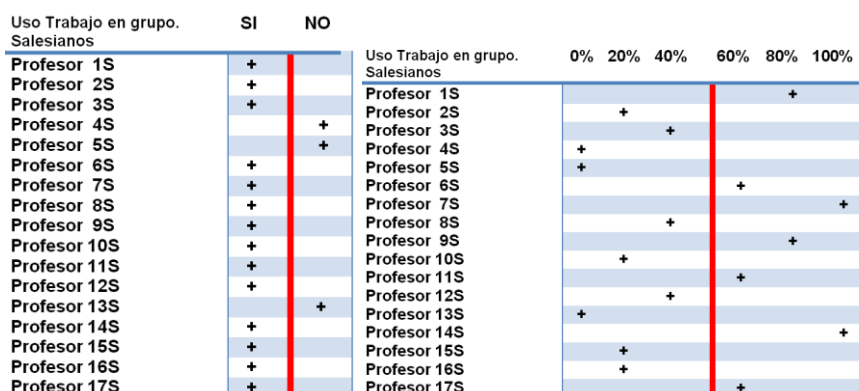 Uso Trabajo en grupo. SI NO
Salesianos
Profesor 1S +
Profesor 2S +
Profesor 3S +
Profesor 4S +
Profesor 5S +
Profesor 6S +
Profesor 7S +
Profesor 8S +
Profesor 9S +
Profesor 10S +
Profesor 11S +
Profesor 12S +
Profesor 13S +
Profesor 14S +
Profesor 15S +
Profesor 16S +
Profesor 17S +
Uso Trabajo en grupo. 0% 20% 40% 60% 80% 100%
Salesianos
Profesor 1S +
Profesor 2S +
Profesor 3S +
Profesor 4S +
Profesor 5S +
Profesor 6S +
Profesor 7S +
Profesor 8S +
Profesor 9S +
Profesor 10S +
Profesor 11S +
Profesor 12S +
Profesor 13S +
Profesor 14S +
Profesor 15S +
Profesor 16S +
Profesor 17S +